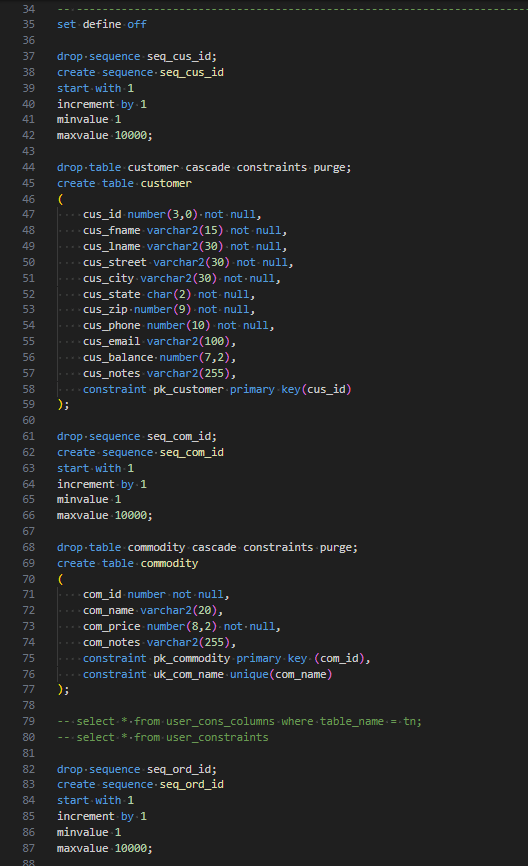 34 -- ----------------------------------------------------------------------
35 set define off
36
37 drop sequence seq_cus_id;
38 create sequence seq_cus_id
39 start with 1
40 increment by 1
41 minvalue 1
42 maxvalue 10000;
43
44 drop table customer cascade constraints purge;
45 create table customer
46 (
47     cus_id number(3,0) not null,
48     cus_fname varchar2(15) not null,
49     cus_lname varchar2(30) not null,
50     cus_street varchar2(30) not null,
51     cus_city varchar2(30) not null,
52     cus_state char(2) not null,
53     cus_zip number(9) not null,
54     cus_phone number(10) not null,
55     cus_email varchar2(100),
56     cus_balance number(7,2),
57     cus_notes varchar2(255),
58     constraint pk_customer primary key(cus_id)
59 );
60
61 drop sequence seq_com_id;
62 create sequence seq_com_id
63 start with 1
64 increment by 1
65 minvalue 1
66 maxvalue 10000;
67
68 drop table commodity cascade constraints purge;
69 create table commodity
70 (
71     com_id number not null,
72     com_name varchar2(20),
73     com_price number(8,2) not null,
74     com_notes varchar2(255),
75     constraint pk_commodity primary key (com_id),
76     constraint uk_com_name unique(com_name)
77 );
78
79 -- select * from user_cons_columns where table_name = tn;
80 -- select * from user_constraints
81
82 drop sequence seq_ord_id;
83 create sequence seq_ord_id
84 start with 1
85 increment by 1
86 minvalue 1
87 maxvalue 10000;
88